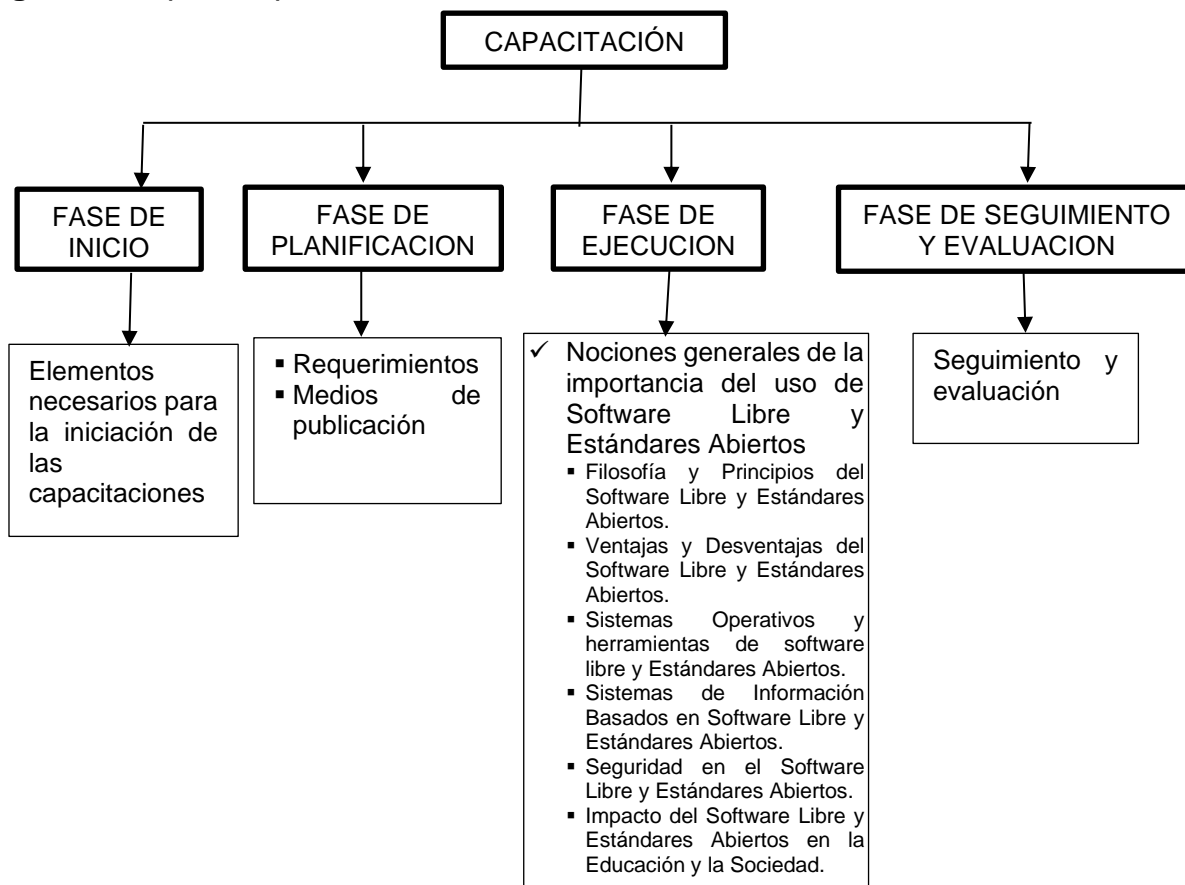 CAPACITACIÓN
FASE DE
INICIO
FASE DE
PLANIFICACION
FASE DE
EJECUCION
FASE DE SEGUIMIENTO
Y EVALUACION
Elementos
necesarios para
la iniciación de
las
capacitaciones
▪ Requerimientos
▪ Medios de
publicación
✓ Nociones generales de la
importancia del uso de
Software Libre y
Estándares Abiertos
▪ Filosofía y Principios del
Software Libre y Estándares
Abiertos.
▪ Ventajas y Desventajas del
Software Libre y Estándares
Abiertos.
▪ Sistemas Operativos y
herramientas de software
libre y Estándares Abiertos.
▪ Sistemas de Información
Basados en Software Libre y
Estándares Abiertos.
▪ Seguridad en el Software
Libre y Estándares Abiertos.
▪ Impacto del Software Libre y
Estándares Abiertos en la
Educación y la Sociedad.
Seguimiento y
evaluación